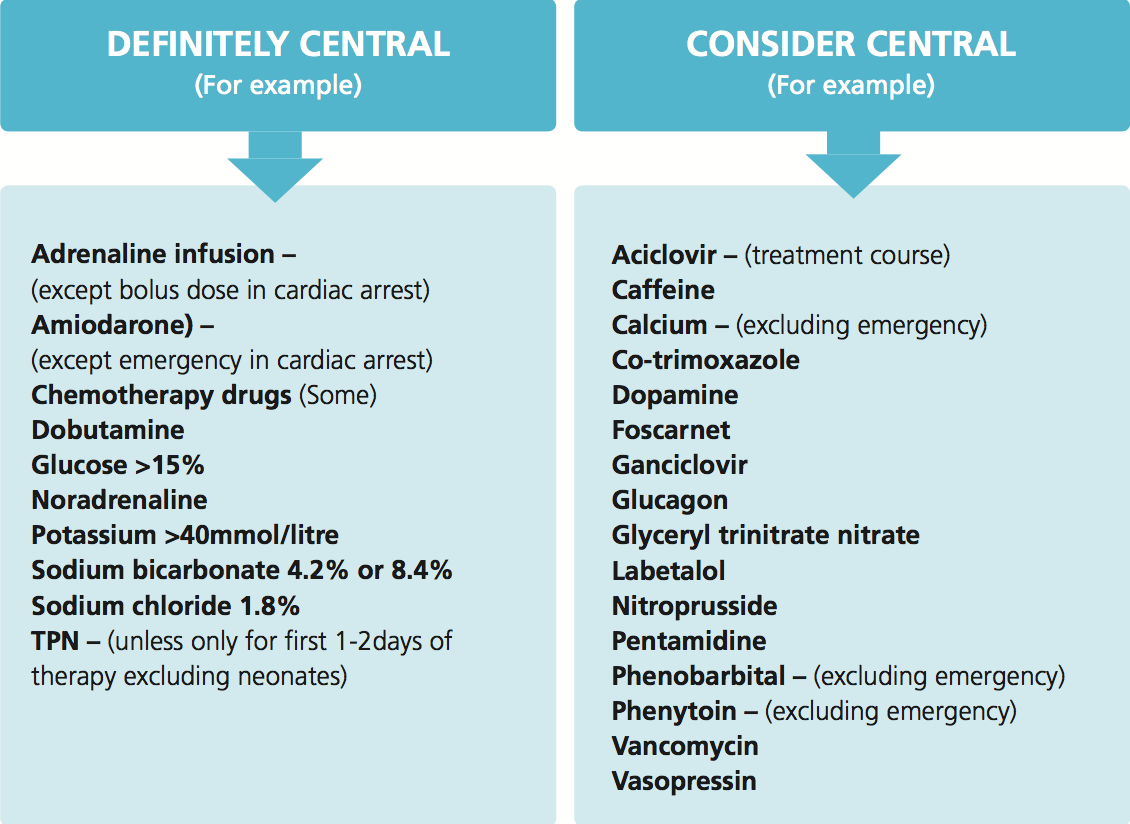 DEFINITELY CENTRAL
(For example)
Adrenaline infusion –
(except bolus dose in cardiac arrest)
Amiodarone) –
(except emergency in cardiac arrest)
Chemotherapy drugs (Some)
Dobutamine
Glucose >15%
Noradrenaline
Potassium >40mmol/litre
Sodium bicarbonate 4.2% or 8.4%
Sodium chloride 1.8%
TPN – (unless only for first 1-2days of
therapy excluding neonates)
CONSIDER CENTRAL
(For example)
Aciclovir – (treatment course)
Caffeine
Calcium – (excluding emergency)
Co-trimoxazole
Dopamine
Foscarnet
Ganciclovir
Glucagon
Glyceryl trinitrate nitrate
Labetalol
Nitroprusside
Pentamidine
Phenobarbital – (excluding emergency)
Phenytoin – (excluding emergency)
Vancomycin
Vasopressin